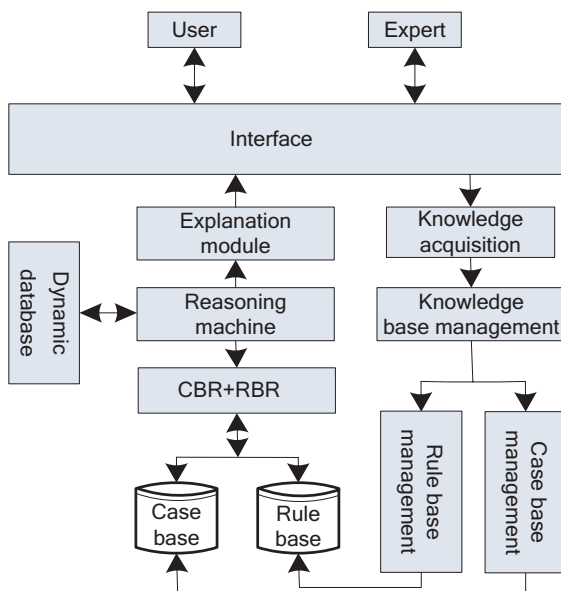 User
Expert
Interface
Explanation
module
Knowledge
acquisition
Dynamic
database
Reasoning
machine
Knowledge
base management
CBR+RBR
Rule base
management
Case base
management
Case
base
Rule
base